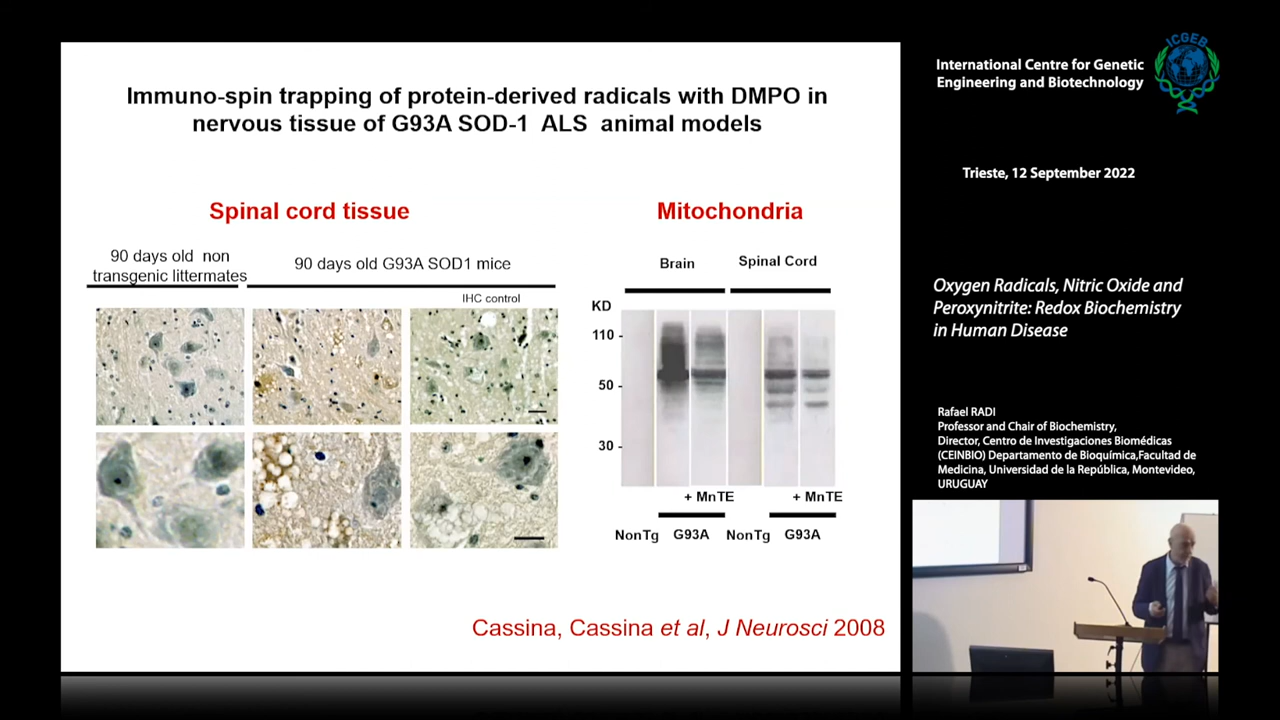 Immuno-spin trapping of protein-derived radicals with DMPO in
nervous tissue of G93A SOD-1 ALS animal models
Spinal cord tissue
90 days old non
transgenic littermates
90 days old G93A SOD1 mice
IHC control
Mitochondria
Brain
Spinal Cord
KD
110
50
30
+ MnTE
+ MnTE
NonTg
G93A
NonTg
G93A
Cassina, Cassina et al, J Neurosci 2008
International Centre for Genetic
Engineering and Biotechnology
ICGEB
Trieste, 12 September 2022
Oxygen Radicals, Nitric Oxide and
Peroxynitrite: Redox Biochemistry
in Human Disease
Rafael RADI
Professor and Chair of Biochemistry,
Director, Centro de Investigaciones Biomédicas
(CEINBIO) Departamento de Bioquímica,Facultad de
Medicina, Universidad de la República, Montevideo,
URUGUAY